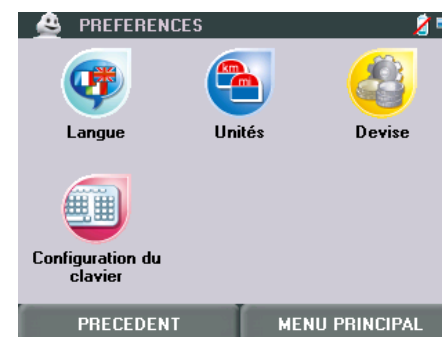 PREFERENCES
Langue
km
mi
Unités
Devise
Configuration du
clavier
PRECEDENT
MENU PRINCIPAL